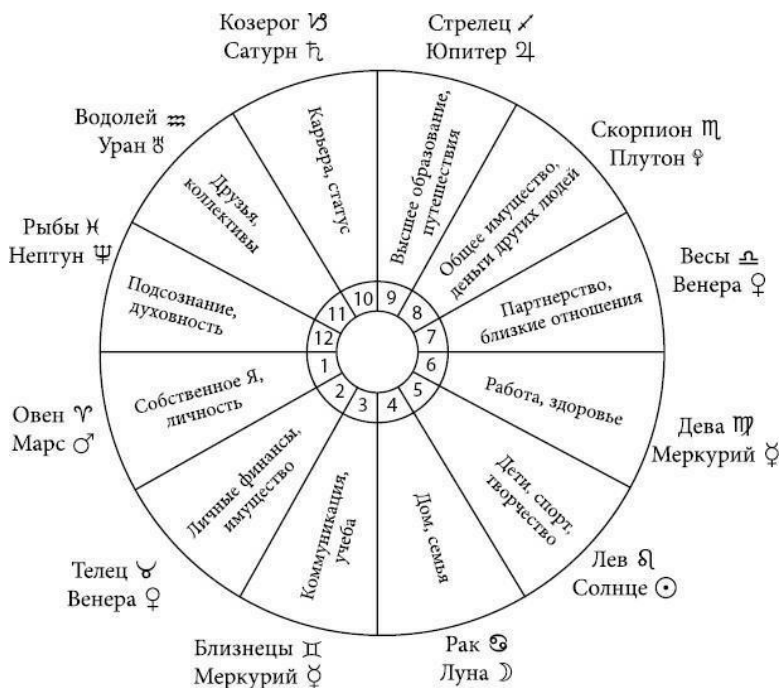 Козерог ♑
Сатурн ♄
Стрелец ♐
Юпитер ♃
Водолей ♒
Уран ♅
Скорпион ♏
Плутон ⚴
Рыбы ♓
Нептун ♆
Весы ♎
Венера ♀
Овен ♈
Марс ♂
Дева ♍
Меркурий ☿
Телец ♉
Венера ♀
Лев ♌
Солнце ☉
Близнецы ♊
Меркурий ☿
Рак ♋
Луна ☽
Собственное Я,
личность
Личные финансы,
имущество
Коммуникация,
учеба
Дом, семья
Дети, спорт,
творчество
Работа, здоровье
Партнерство,
близкие отношения
Общее имущество,
деньги других людей
Высшее образование,
путешествия
Карьера, статус
Друзья,
коллективы
Подсознание,
духовность
1
2
3
4
5
6
7
8
9
10
11
12